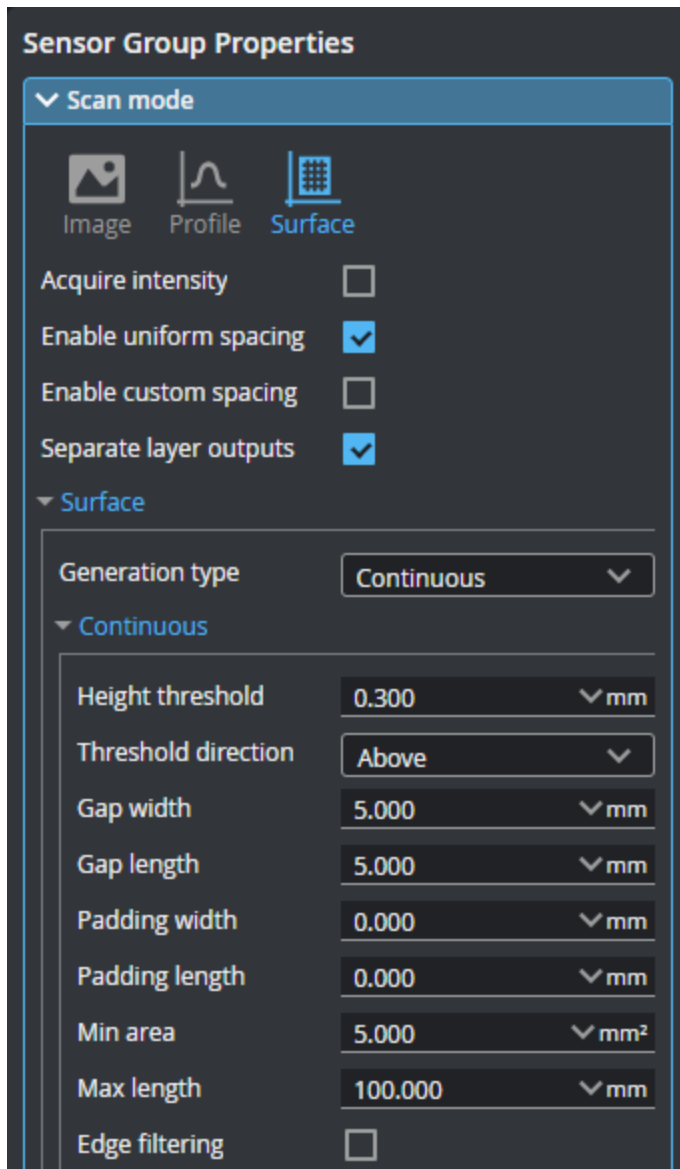 Sensor Group Properties
Scan mode
Image Profile Surface
Acquire intensity
Enable uniform spacing
Enable custom spacing
Separate layer outputs
Surface
Generation type Continuous
Continuous
Height threshold 0.300 mm
Threshold direction Above
Gap width 5.000 mm
Gap length 5.000 mm
Padding width 0.000 mm
Padding length 0.000 mm
Min area 5.000 mm²
Max length 100.000 mm
Edge filtering